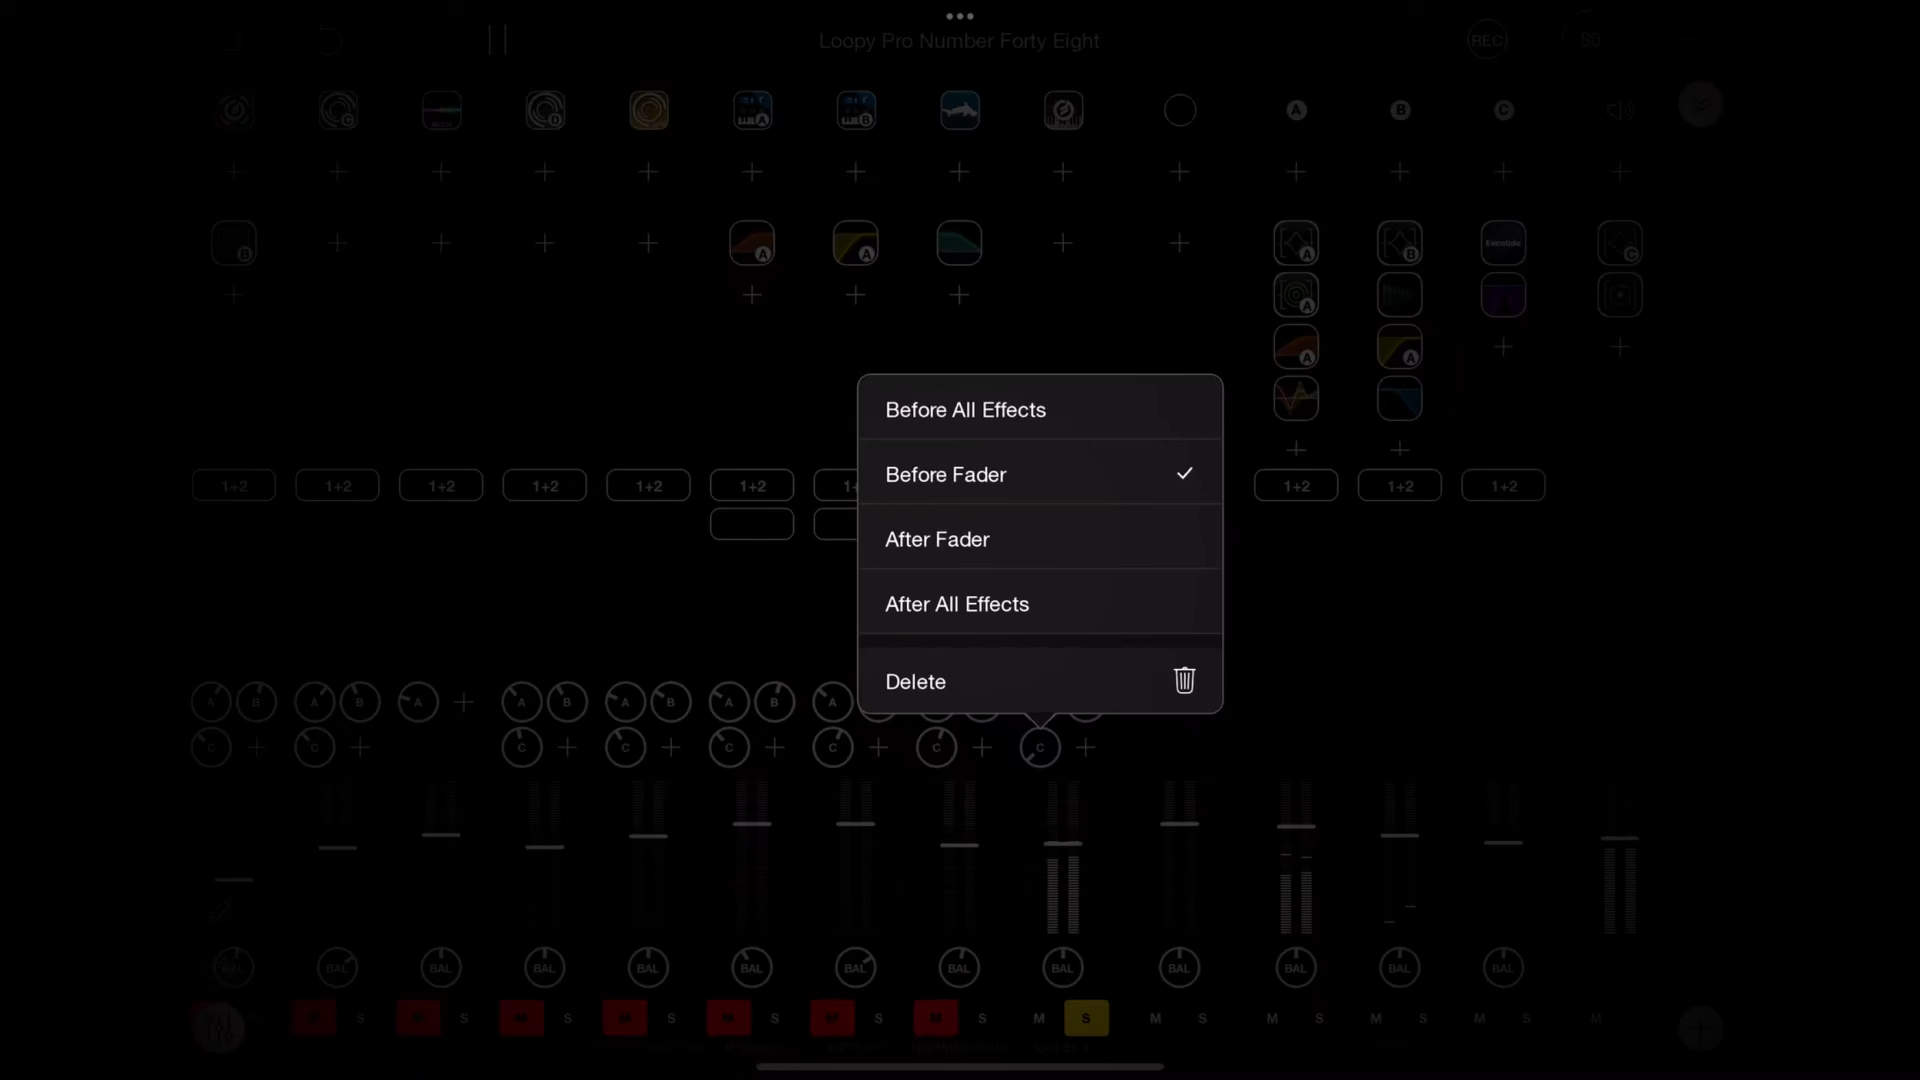 Loopy Pro Number Forty Eight
REC
80
C D A B
A B C
Eventide
B A A
A B C
A
A A
1+2 1+2 1+2 1+2 1+2 1+2 1+2 1+2 1+2
Before All Effects
Before Fader
After Fader
After All Effects
Delete
A B A B A A B A B A B A
C C C C C C C C
BAL BAL BAL BAL BAL BAL BAL BAL BAL BAL BAL BAL
S S S S S S S M S M S M S M S M S M